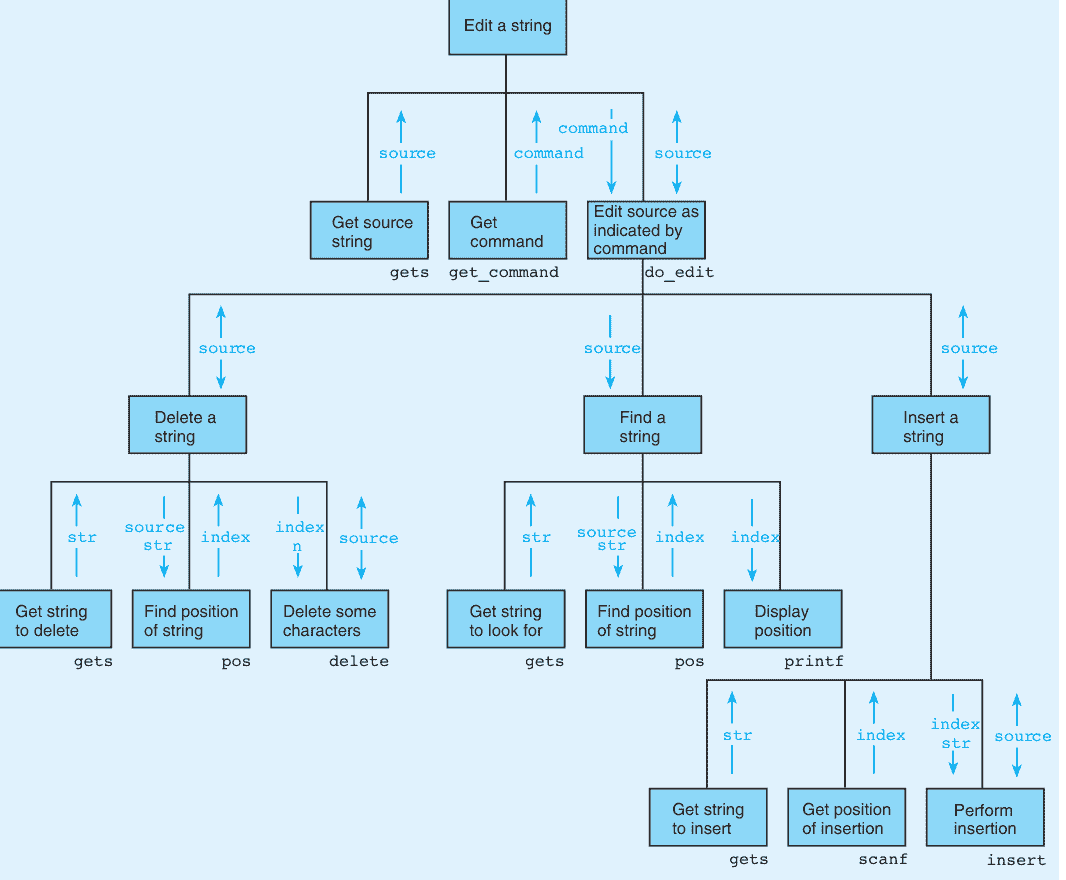 Edit a string
source
command
command
source
Get source
string
Get
command
Edit source as
indicated by
command
gets
get_command
do_edit
source
source
source
Delete a
string
Find a
string
Insert a
string
str
source
str
index
index
n
source
str
source
str
index
index
Get string
to delete
Find position
of string
Delete some
characters
Get string
to look for
Find position
of string
Display
position
gets
pos
delete
gets
pos
printf
str
index
index
str
source
Get string
to insert
Get position
of insertion
Perform
insertion
gets
scanf
insert